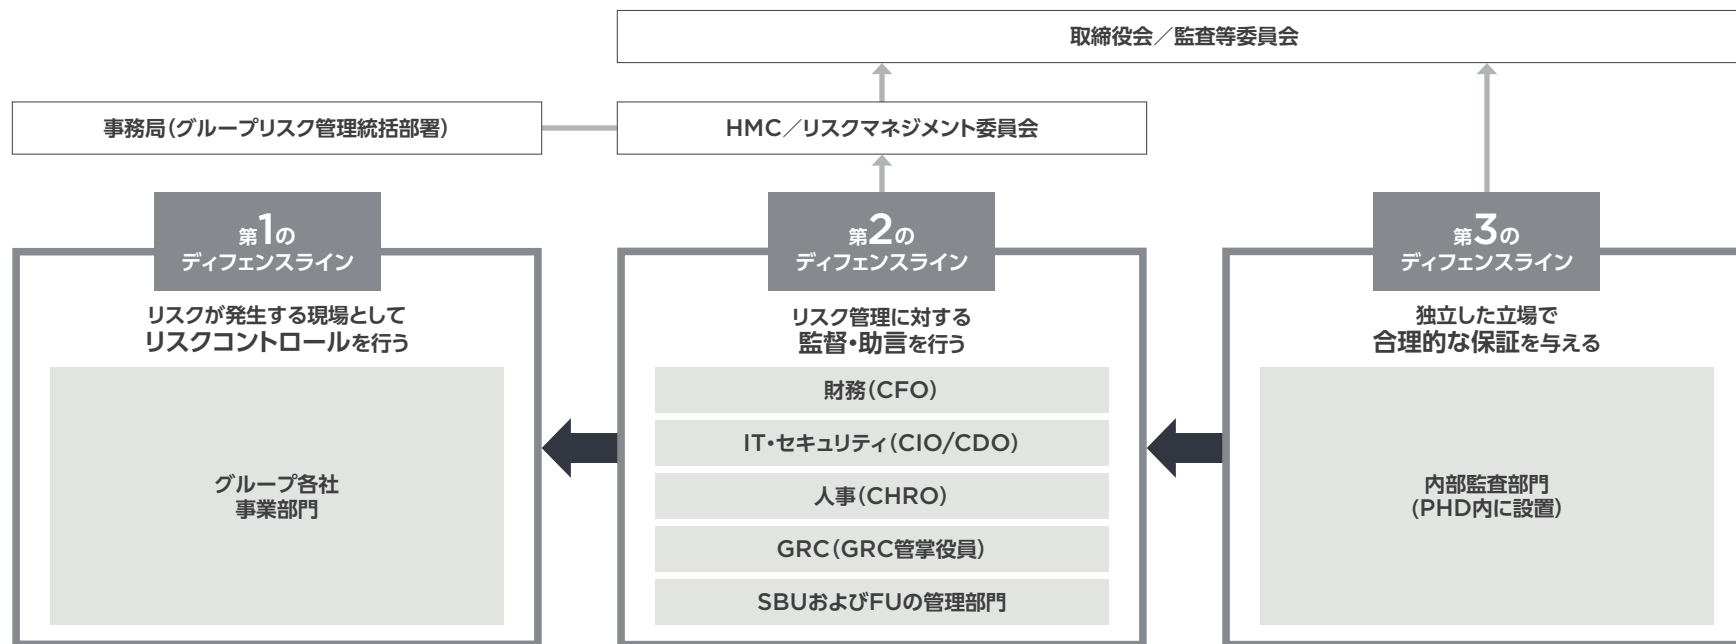 取締役会／監査等委員会
事務局（グループリスク管理統括部署）
HMC／リスクマネジメント委員会
第1の
ディフェンスライン
リスクが発生する現場として
リスクコントロールを行う
グループ各社
事業部門
第2の
ディフェンスライン
リスク管理に対する
監督・助言を行う
財務（CFO）
IT・セキュリティ（CIO/CDO）
人事（CHRO）
GRC（GRC管掌役員）
SBUおよびFUの管理部門
第3の
ディフェンスライン
独立した立場で
合理的な保証を与える
内部監査部門
（PHD内に設置）